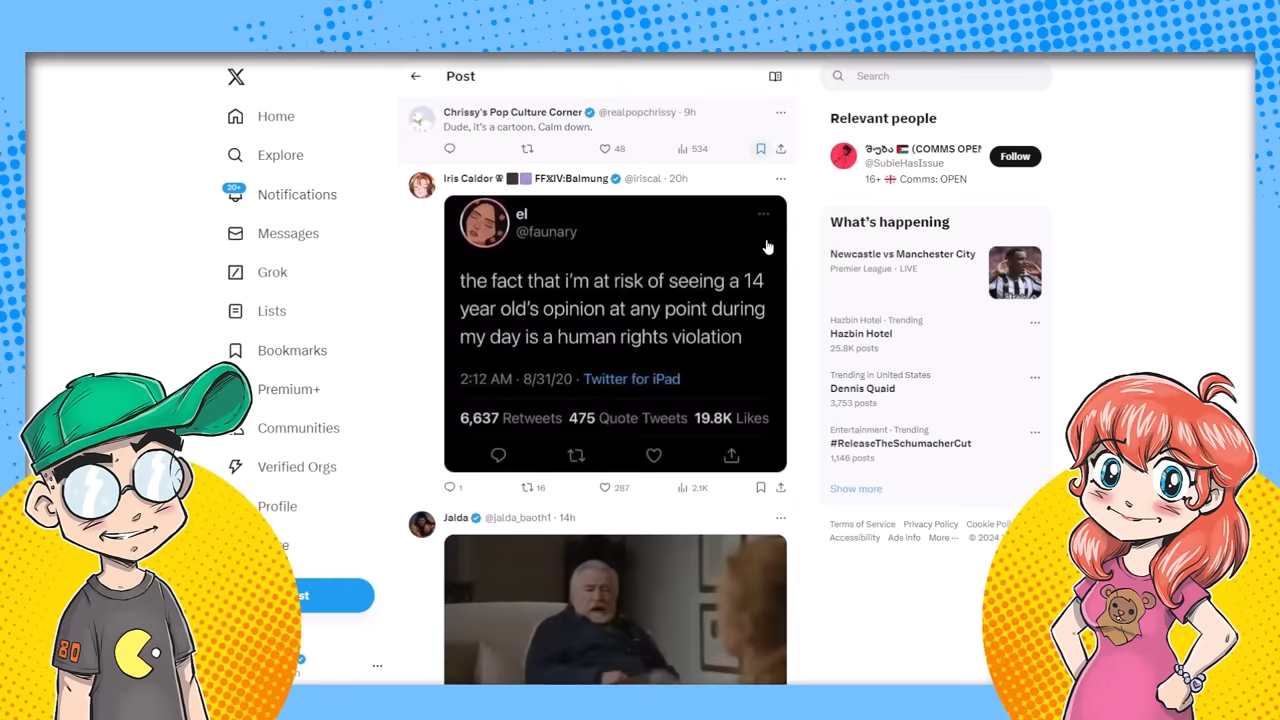 Home
Explore
20+
Notifications
Messages
Grok
Lists
Bookmarks
Premium+
Communities
Verified Orgs
Profile
Post
Chrissy's Pop Culture Corner @realpopchrissy · 9h
Dude, it's a cartoon. Calm down.
48
534
Iris Caldor FFXIV:Balmung @iriscal · 20h
el
@faunary
the fact that i'm at risk of seeing a 14
year old's opinion at any point during
my day is a human rights violation
2:12 AM · 8/31/20 · Twitter for iPad
6,637 Retweets 475 Quote Tweets 19.8K Likes
1
16
287
2.1K
Jalda @jalda_baoth1 · 14h
Search
Relevant people
(COMMS OPEN
@SubieHasIssue
16+ Comms: OPEN
Follow
What's happening
Newcastle vs Manchester City
Premier League · LIVE
Hazbin Hotel · Trending
Hazbin Hotel
25.8K posts
Trending in United States
Dennis Quaid
3,753 posts
Entertainment · Trending
#ReleaseTheSchumacherCut
1,146 posts
Show more
Terms of Service Privacy Policy Cookie
Accessibility Ads info More ··· © 2024
80